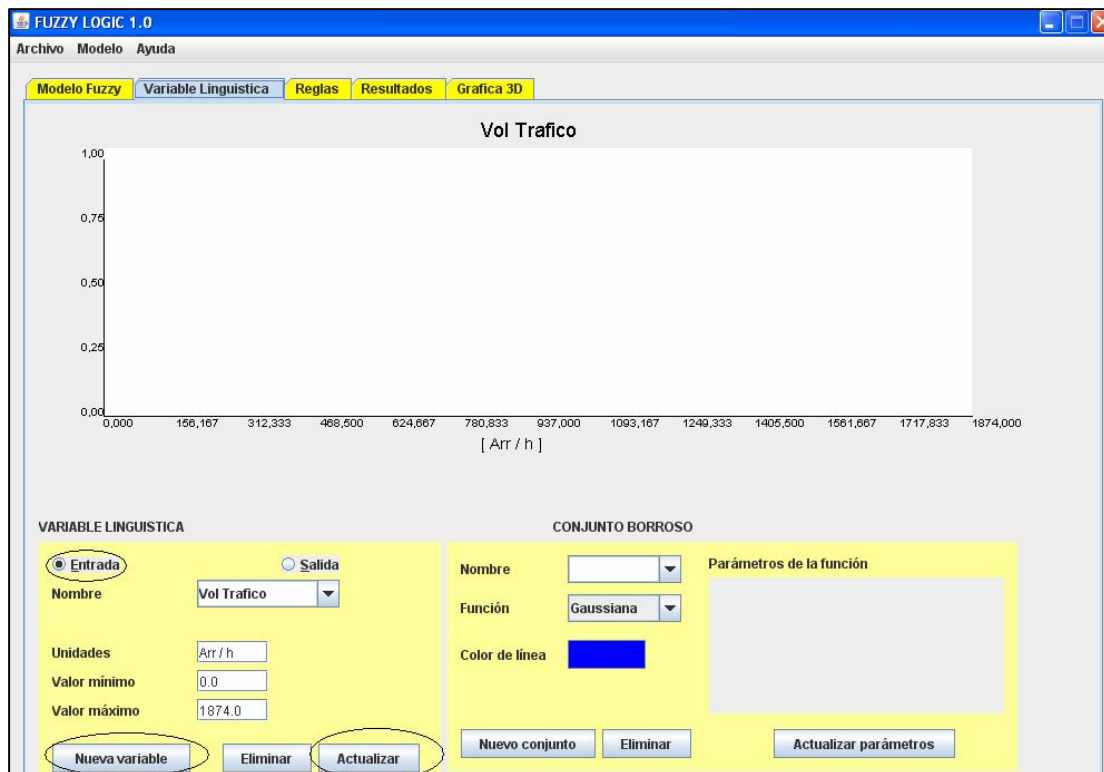 FUZZY LOGIC 1.0
Archivo Modelo Ayuda
Modelo Fuzzy Variable Linguistica Reglas Resultados Grafica 3D
Vol Trafico
1,00
0,75
0,50
0,25
0,00
0,000 156,167 312,333 468,500 624,667 780,833 937,000 1093,167 1249,333 1405,500 1561,667 1717,833 1874,000
[ Arr / h ]
VARIABLE LINGUISTICA
Entrada Salida
Nombre Vol Trafico
Unidades Arr / h
Valor mínimo 0.0
Valor máximo 1874.0
Nueva variable Eliminar Actualizar
CONJUNTO BORROSO
Nombre
Función Gaussiana
Color de línea
Parámetros de la función
Nuevo conjunto Eliminar Actualizar parámetros